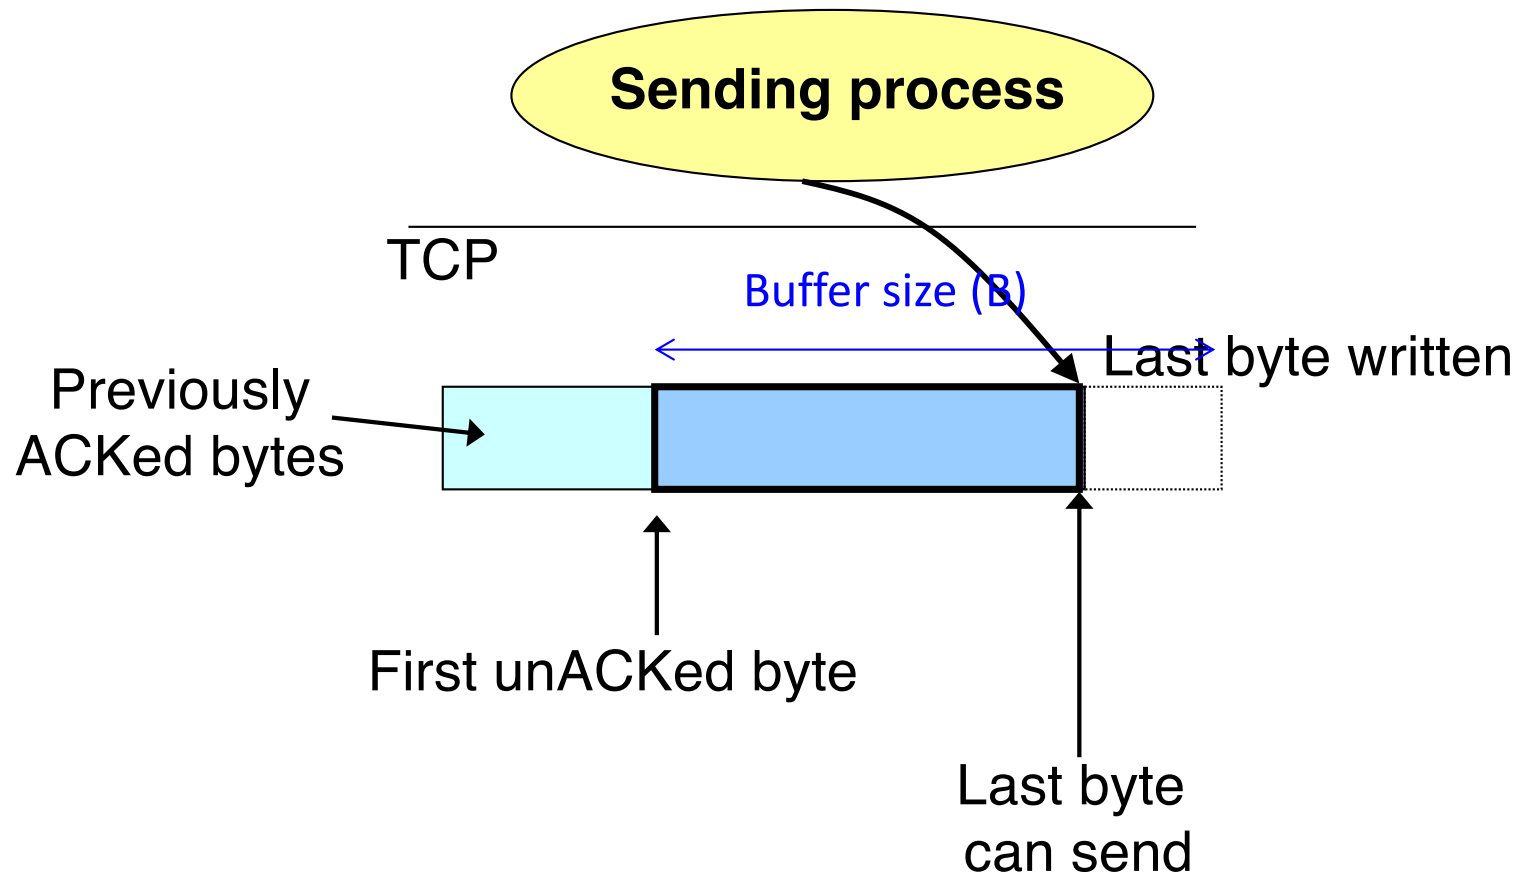 Sending process
TCP
Buffer size (B)
Last byte written
Previously
ACKed bytes
First unACKed byte
Last byte
can send